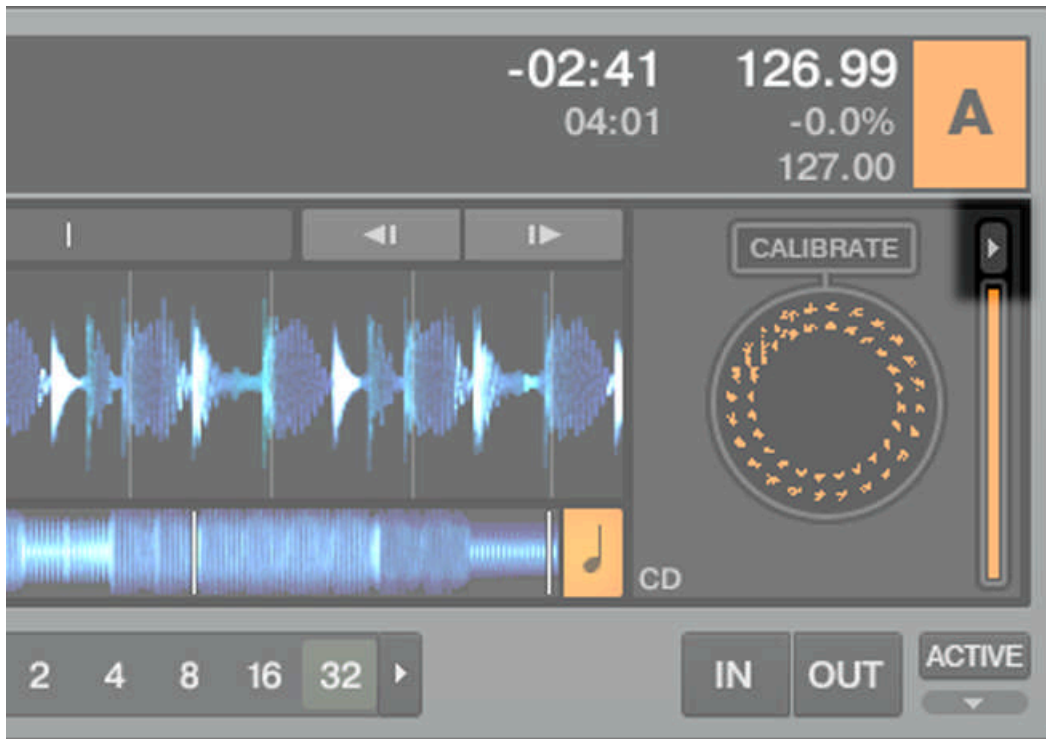 -02:41 126.99 A
04:01 -0.0%
127.00
CALIBRATE
CD
2 4 8 16 32
IN OUT ACTIVE